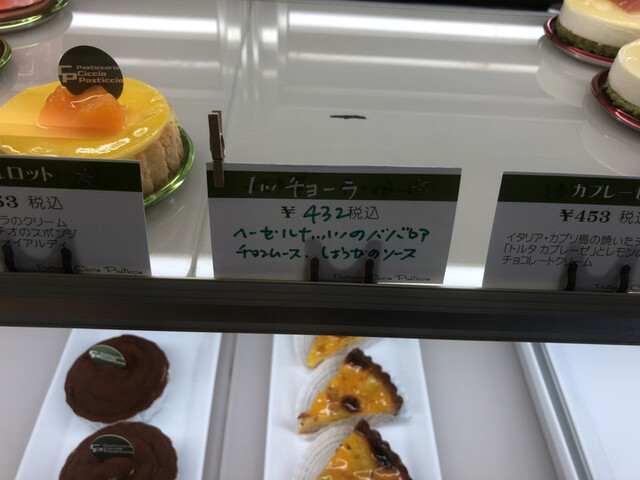 Pasticceria
Ciccio
Pasticcio
ュロット
53 税込
ラのクリーム
チオのスポンジ
ァイアルディ
ノッチョーラ
¥432税込
ヘーゼルナッツのババロア
チョコムース、しょうがのソース
カプレー
¥453 税込
イタリア・カプリ島の焼いたチ
「トルタ カプレーゼ」とレモンの
チョコレートクリーム